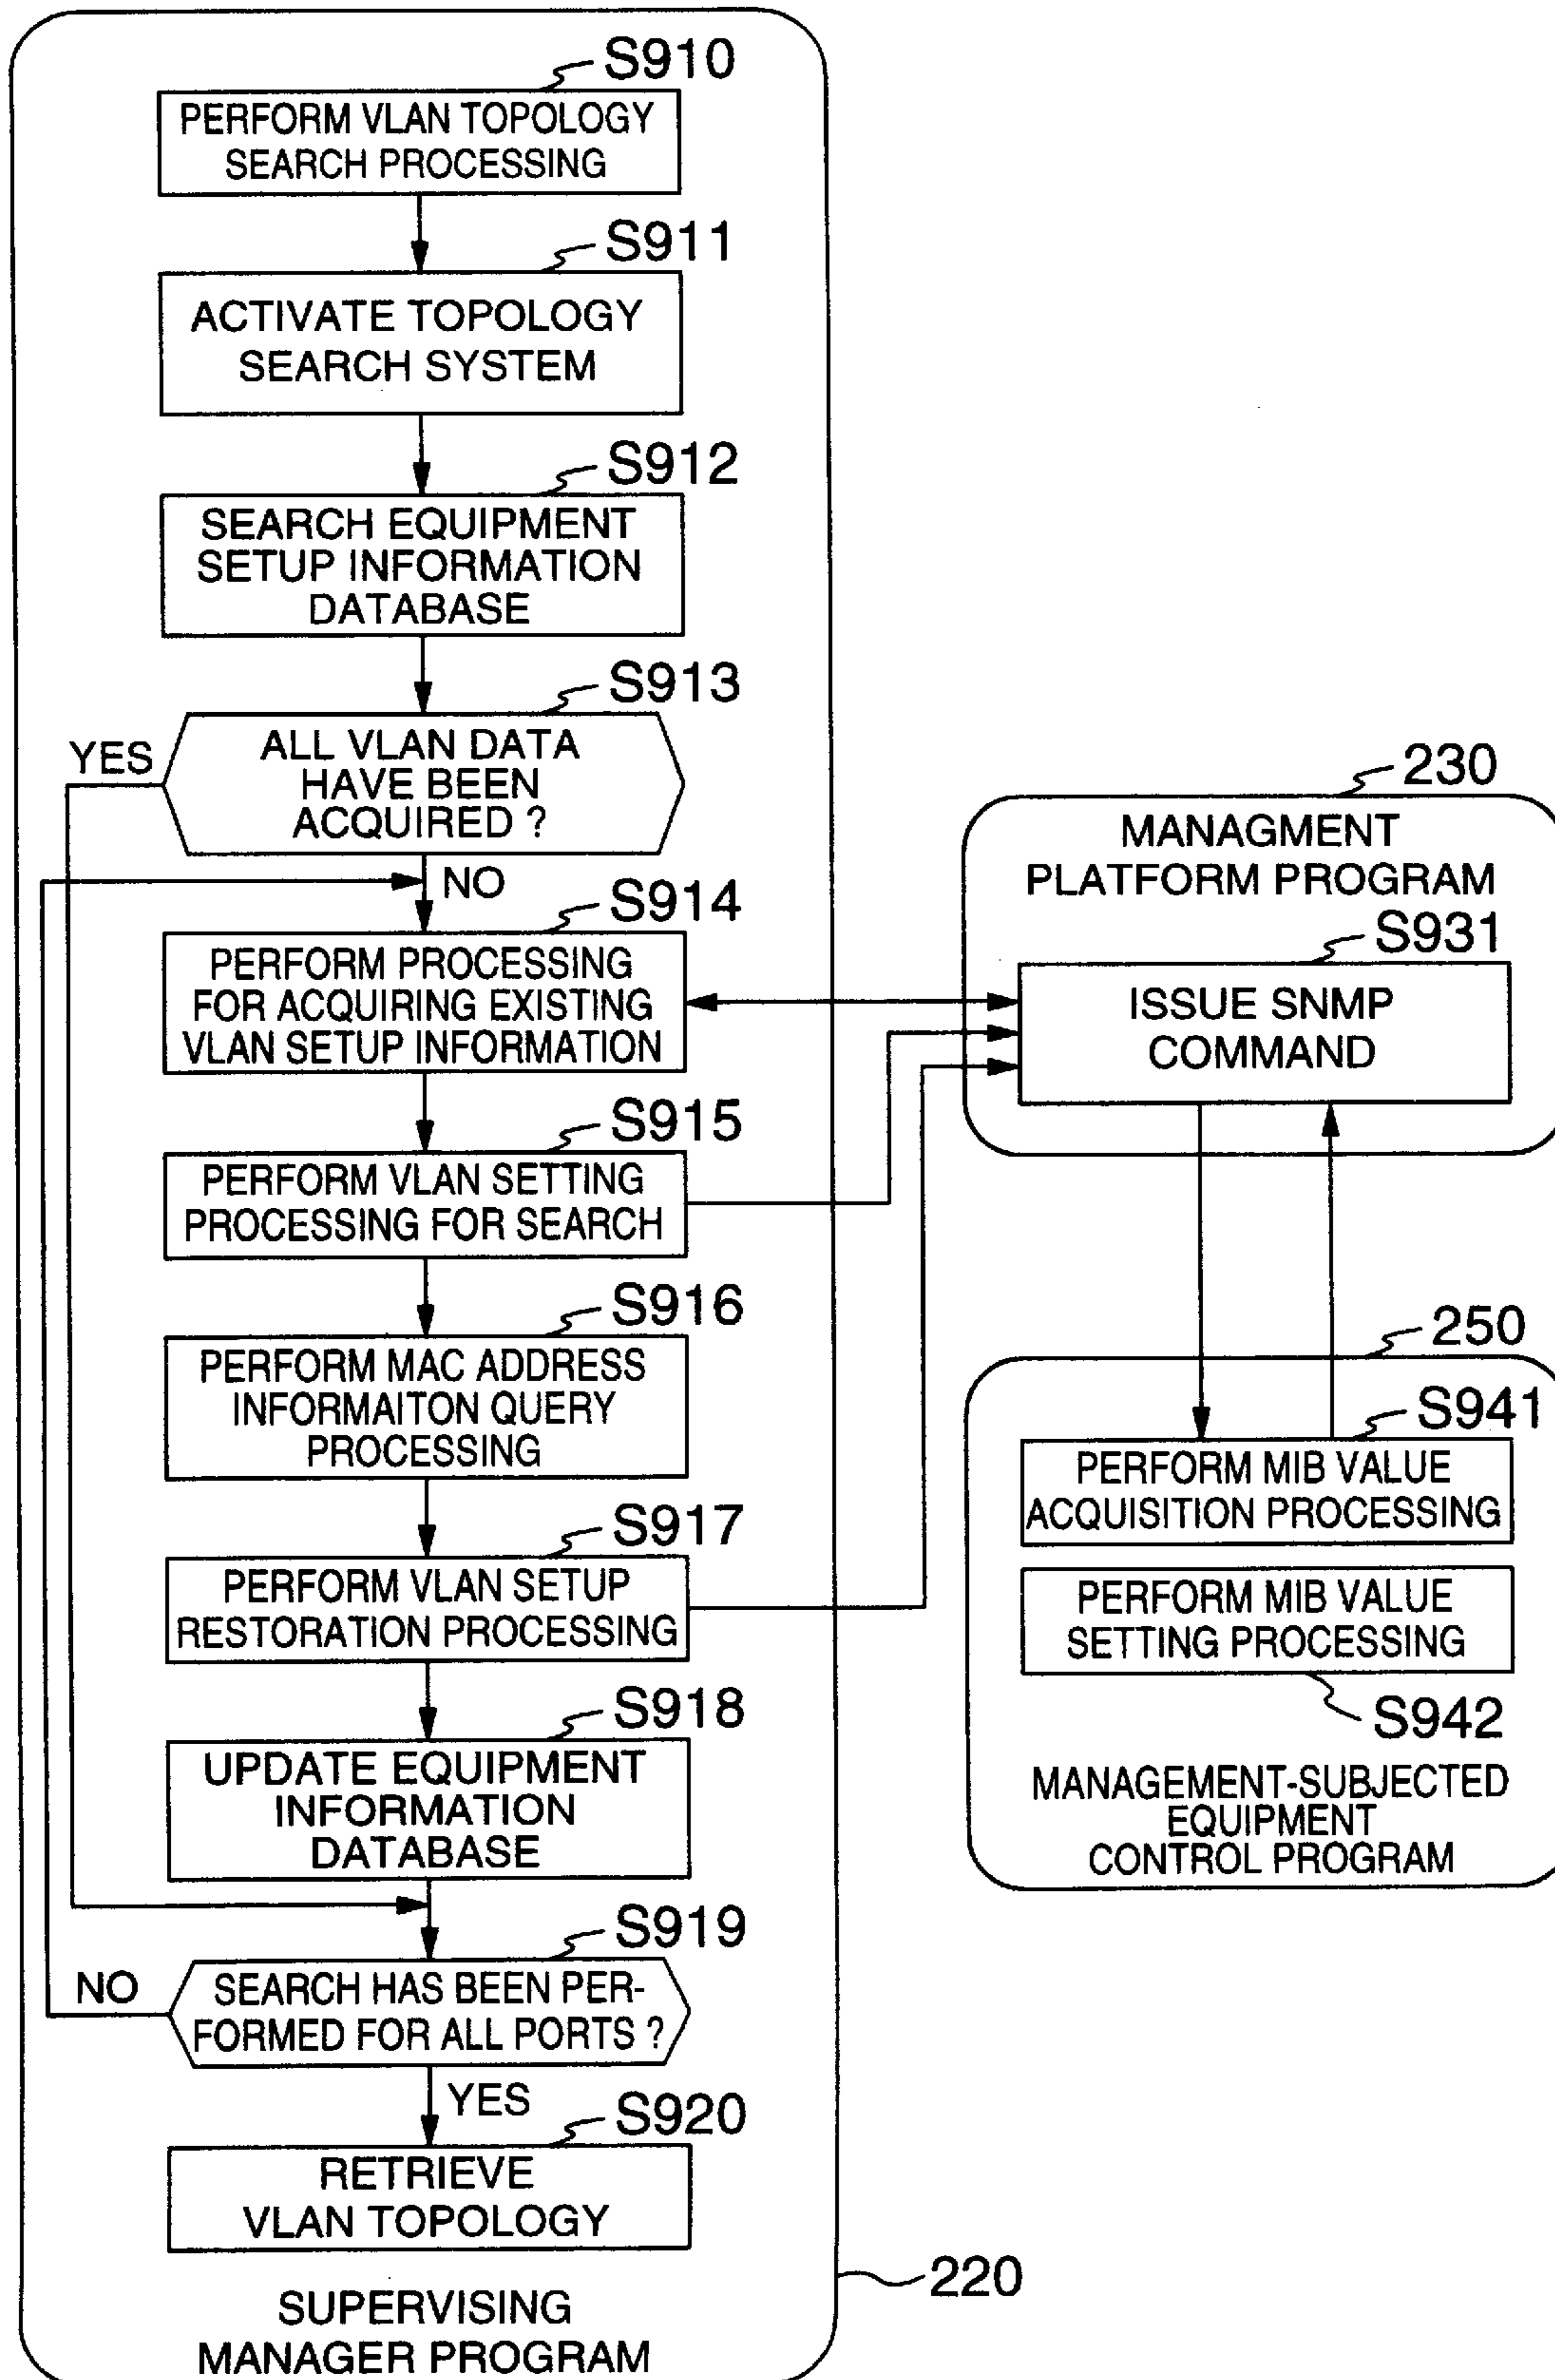 S910
PERFORM VLAN TOPOLOGY
SEARCH PROCESSING
S911
ACTIVATE TOPOLOGY
SEARCH SYSTEM
S912
SEARCH EQUIPMENT
SETUP INFORMATION
DATABASE
S913
YES
ALL VLAN DATA
HAVE BEEN
ACQUIRED ?
NO
S914
PERFORM PROCESSING
FOR ACQUIRING EXISTING
VLAN SETUP INFORMATION
S915
PERFORM VLAN SETTING
PROCESSING FOR SEARCH
S916
PERFORM MAC ADDRESS
INFORMAITON QUERY
PROCESSING
S917
PERFORM VLAN SETUP
RESTORATION PROCESSING
S918
UPDATE EQUIPMENT
INFORMATION
DATABASE
S919
NO
SEARCH HAS BEEN PER-
FORMED FOR ALL PORTS ?
YES
S920
RETRIEVE
VLAN TOPOLOGY
220
SUPERVISING
MANAGER PROGRAM
230
MANAGMENT
PLATFORM PROGRAM
S931
ISSUE SNMP
COMMAND
250
S941
PERFORM MIB VALUE
ACQUISITION PROCESSING
PERFORM MIB VALUE
SETTING PROCESSING
S942
MANAGEMENT-SUBJECTED
EQUIPMENT
CONTROL PROGRAM